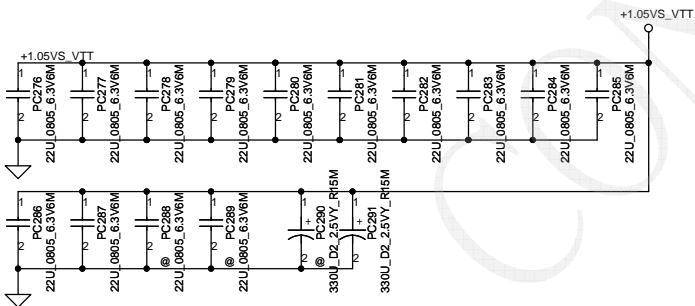 +1.05VS_VTT
+1.05VS_VTT
1
2
PC276
22U_0805_6.3V6M
1
2
PC277
22U_0805_6.3V6M
1
2
PC278
22U_0805_6.3V6M
1
2
PC279
22U_0805_6.3V6M
1
2
PC280
22U_0805_6.3V6M
1
2
PC281
22U_0805_6.3V6M
1
2
PC282
22U_0805_6.3V6M
1
2
PC283
22U_0805_6.3V6M
1
2
PC284
22U_0805_6.3V6M
1
2
PC285
22U_0805_6.3V6M
1
2
PC286
22U_0805_6.3V6M
1
2
PC287
22U_0805_6.3V6M
1
2
@
PC288
22U_0805_6.3V6M
1
2
@
PC289
22U_0805_6.3V6M
1
+
2
@
PC290
330U_D2_2.5VY_R15M
1
+
2
PC291
330U_D2_2.5VY_R15M